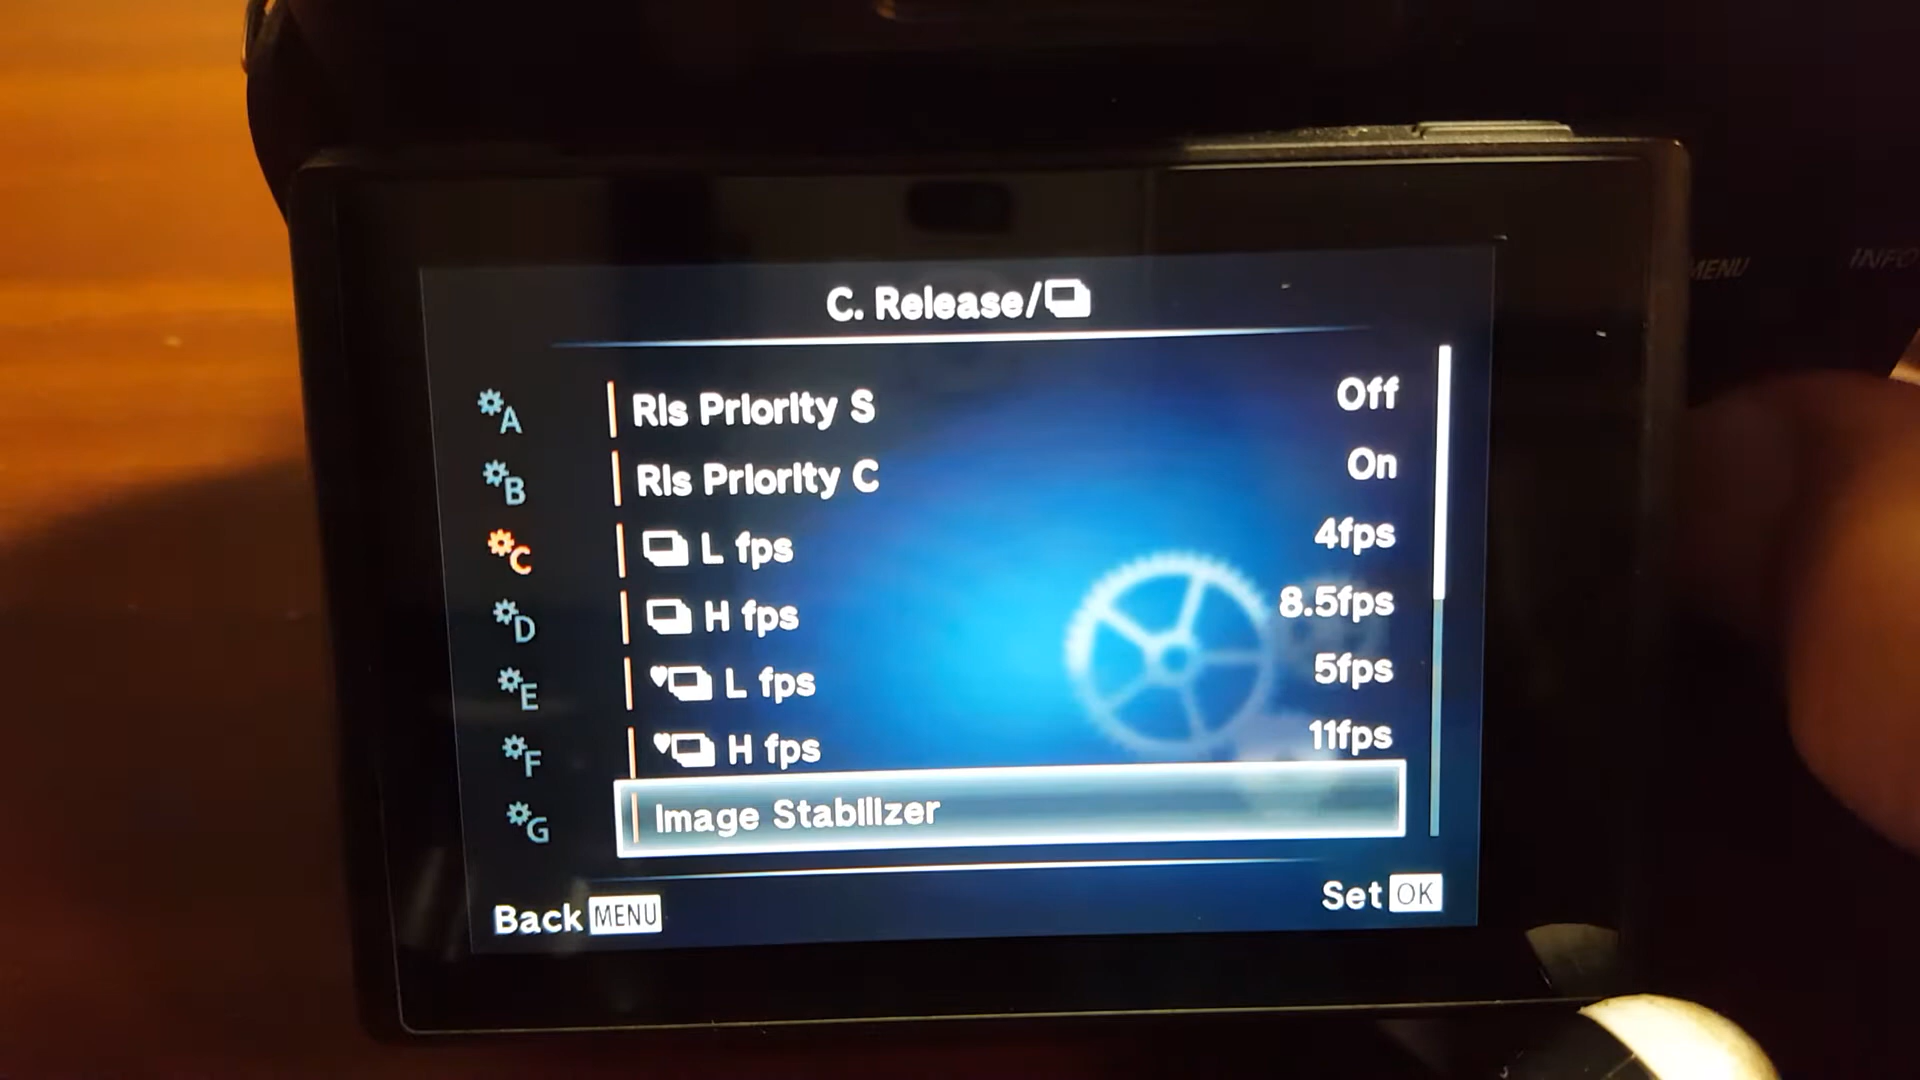 MENU
INFO
C. Release/
A
Rls Priority S
Off
B
Rls Priority C
On
C
L fps
4fps
D
H fps
8.5fps
E
♥ L fps
5fps
F
♥ H fps
11fps
G
Image Stabilizer
Back MENU
Set OK